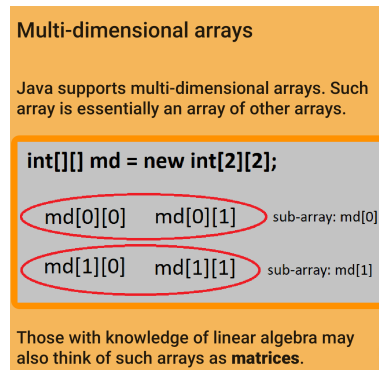 Multi-dimensional arrays
Java supports multi-dimensional arrays. Such
array is essentially an array of other arrays.
int[][] md = new int[2][2];
md[0][0] md[0][1] sub-array: md[0]
md[1][0] md[1][1] sub-array: md[1]
Those with knowledge of linear algebra may
also think of such arrays as matrices.